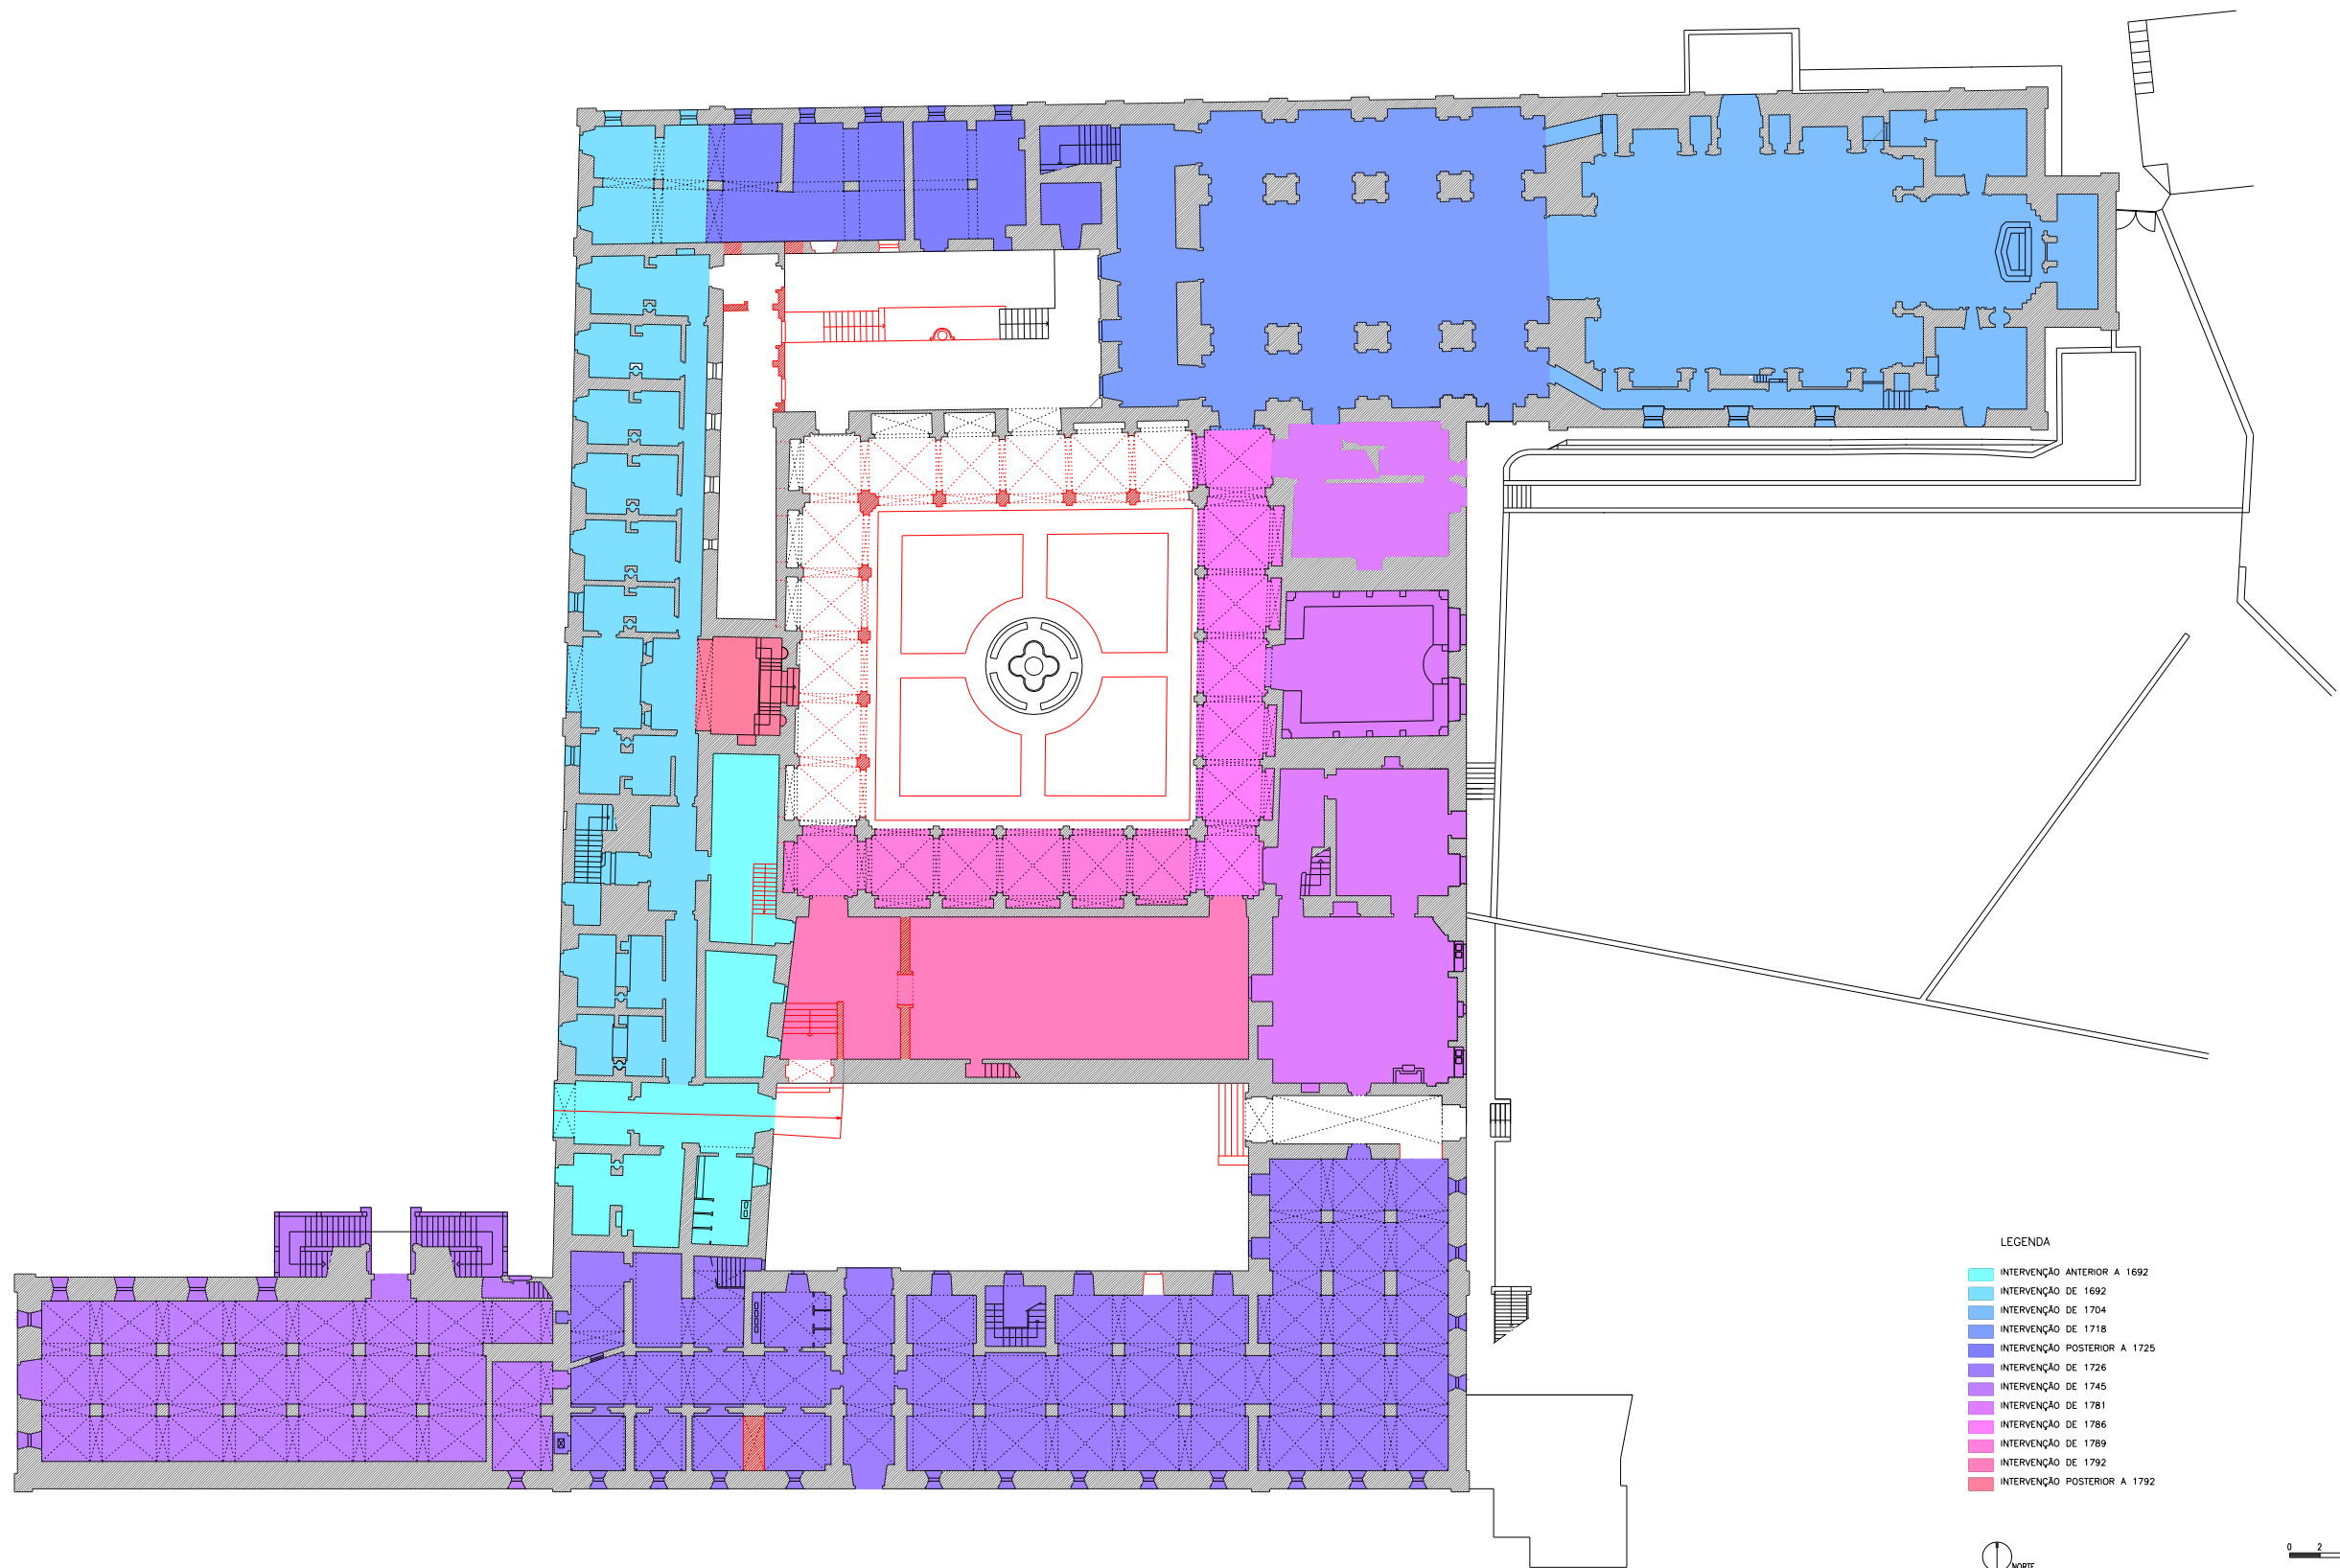 LEGENDA
INTERVENÇÃO ANTERIOR A 1692
INTERVENÇÃO DE 1692
INTERVENÇÃO DE 1704
INTERVENÇÃO DE 1718
INTERVENÇÃO POSTERIOR A 1725
INTERVENÇÃO DE 1726
INTERVENÇÃO DE 1745
INTERVENÇÃO DE 1781
INTERVENÇÃO DE 1786
INTERVENÇÃO DE 1789
INTERVENÇÃO DE 1792
INTERVENÇÃO POSTERIOR A 1792
NORTE
0 2